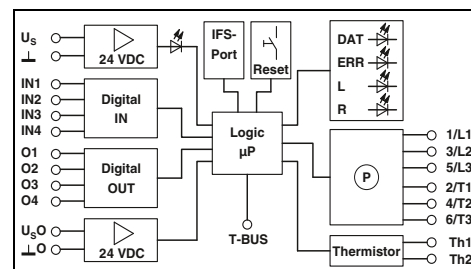 US
⊥
24 VDC
IFS-
Port
Reset
DAT
ERR
L
R
IN1
IN2
IN3
IN4
Digital
IN
Logic
µP
O1
O2
O3
O4
Digital
OUT
P
1/L1
3/L2
5/L3
2/T1
4/T2
6/T3
USO
⊥O
24 VDC
T-BUS
Thermistor
Th1
Th2